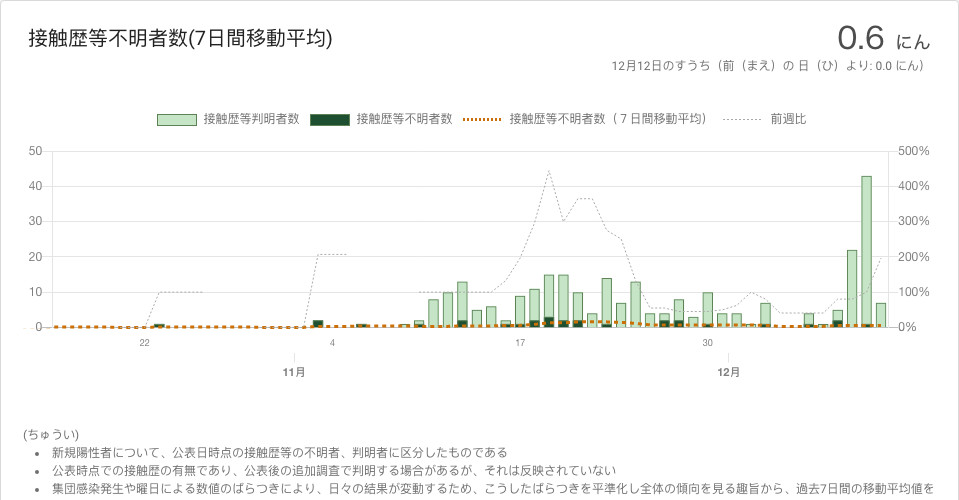 接触歴等不明者数(7日間移動平均)
0.6 にん
12月12日のすうち（前（まえ）の 日（ひ）より: 0.0 にん）
接触歴等判明者数 接触歴等不明者数 接触歴等不明者数（７日間移動平均） 前週比
50 500%
40 400%
30 300%
20 200%
10 100%
0 0%
22 4 17 30
11月 12月
(ちゅうい)
• 新規陽性者について、公表日時点の接触歴等の不明者、判明者に区分したものである
• 公表時点での接触歴の有無であり、公表後の追加調査で判明する場合があるが、それは反映されていない
• 集団感染発生や曜日による数値のばらつきにより、日々の結果が変動するため、こうしたばらつきを平準化し全体の傾向を見る趣旨から、過去7日間の移動平均値を